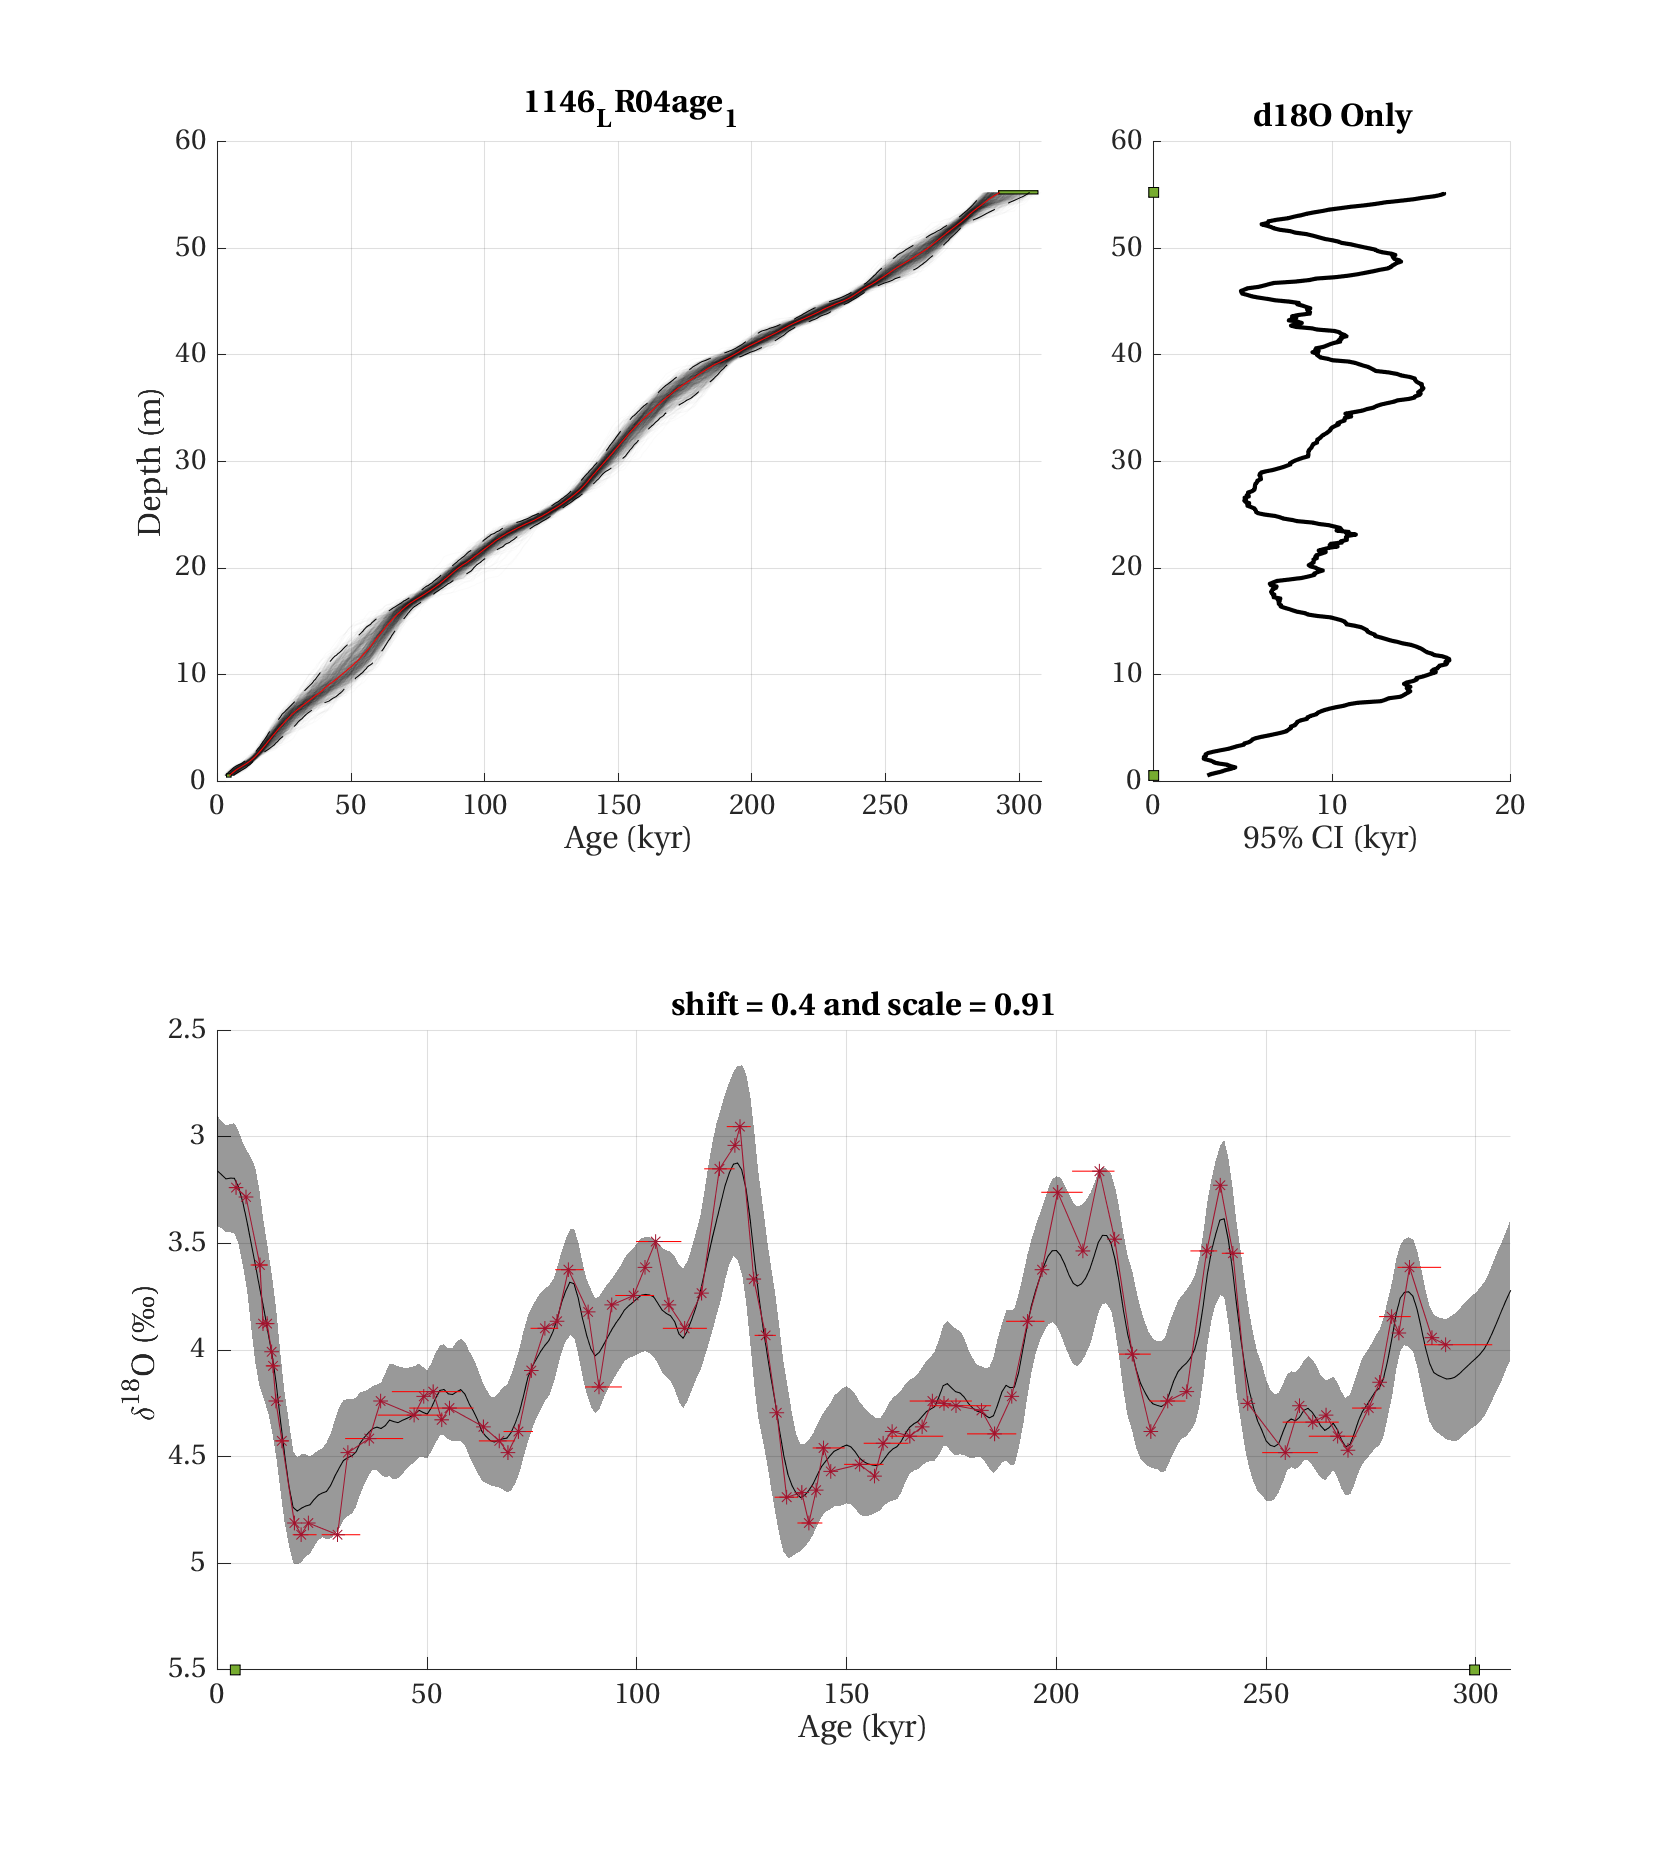 1146_L R04age_1
60
50
40
30
20
10
0
Depth (m)
0 50 100 150 200 250 300
Age (kyr)
d18O Only
60
50
40
30
20
10
0
0 10 20
95% CI (kyr)
shift = 0.4 and scale = 0.91
2.5
3
3.5
4
4.5
5
5.5
δ¹⁸O (‰)
0 50 100 150 200 250 300
Age (kyr)